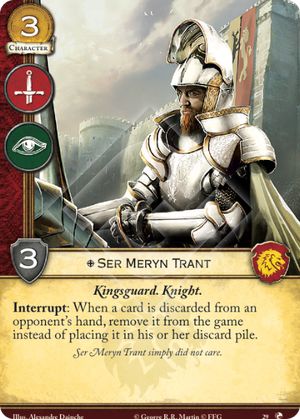 3
Character
3
Ser Meryn Trant
Kingsguard. Knight.
Interrupt: When a card is discarded from an
opponent's hand, remove it from the game
instead of placing it in his or her discard pile.
Ser Meryn Trant simply did not care.
Illus. Alexandre Dainche
© George R.R. Martin © FFG
29